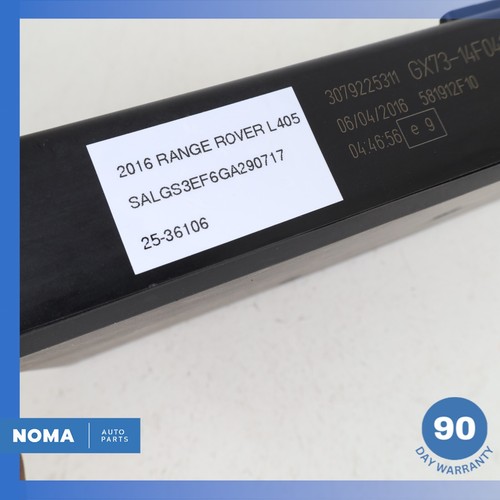 3079225311 GX73-14F04
06/04/2016 581912F10
04:46:56 e 9
2016 RANGE ROVER L405
SALGS3EF6GA290717
25-36106
NOMA AUTO PARTS
90
DAY WARRANTY